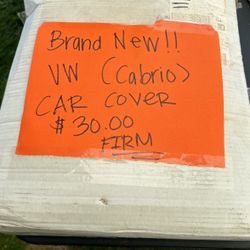 Brand New!!
VW (Cabrio)
CAR COVER
$30.00
FIRM